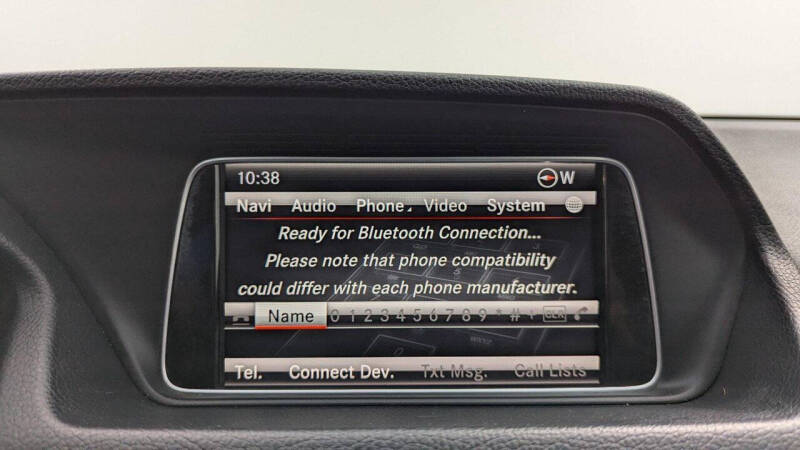 10:38 W
Navi Audio Phone Video System
Ready for Bluetooth Connection...
Please note that phone compatibility
could differ with each phone manufacturer.
Name 0 1 2 3 4 5 6 7 8 9 * # + CLR
Tel. Connect Dev. Txt Msg. Call Lists